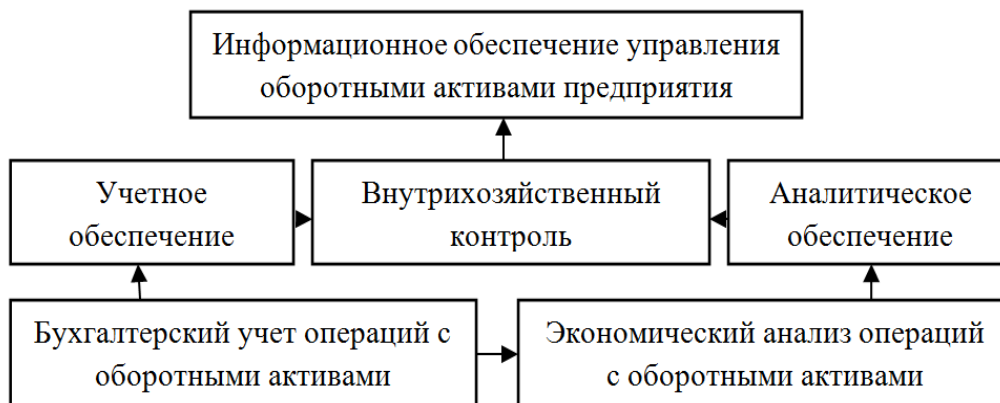 Информационное обеспечение управления
оборотными активами предприятия
Учетное
обеспечение
Внутрихозяйственный
контроль
Аналитическое
обеспечение
Бухгалтерский учет операций с
оборотными активами
Экономический анализ операций
с оборотными активами